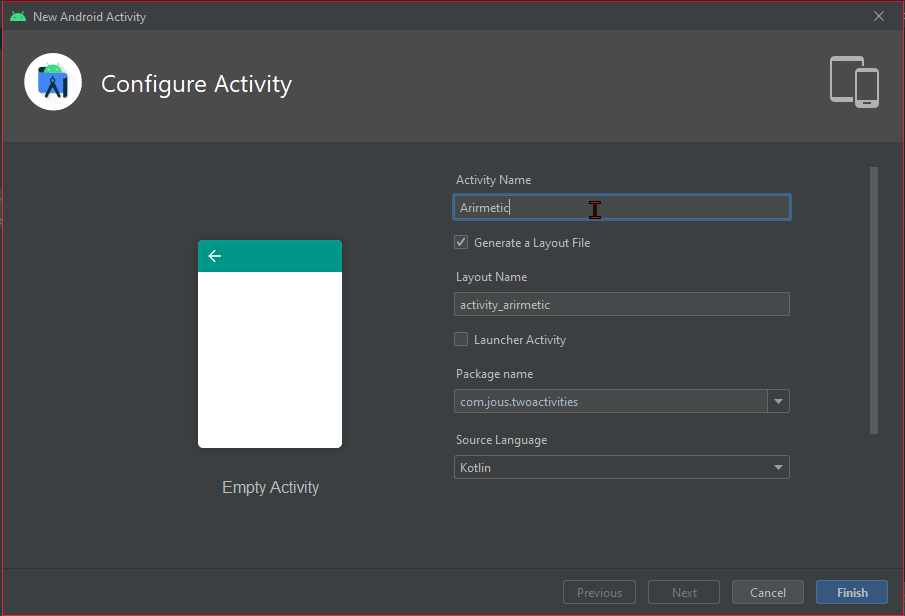 New Android Activity
Configure Activity
Activity Name
Arirmetic
Generate a Layout File
Layout Name
activity_arirmetic
Launcher Activity
Package name
com.jous.twoactivities
Source Language
Kotlin
Empty Activity
Previous
Next
Cancel
Finish